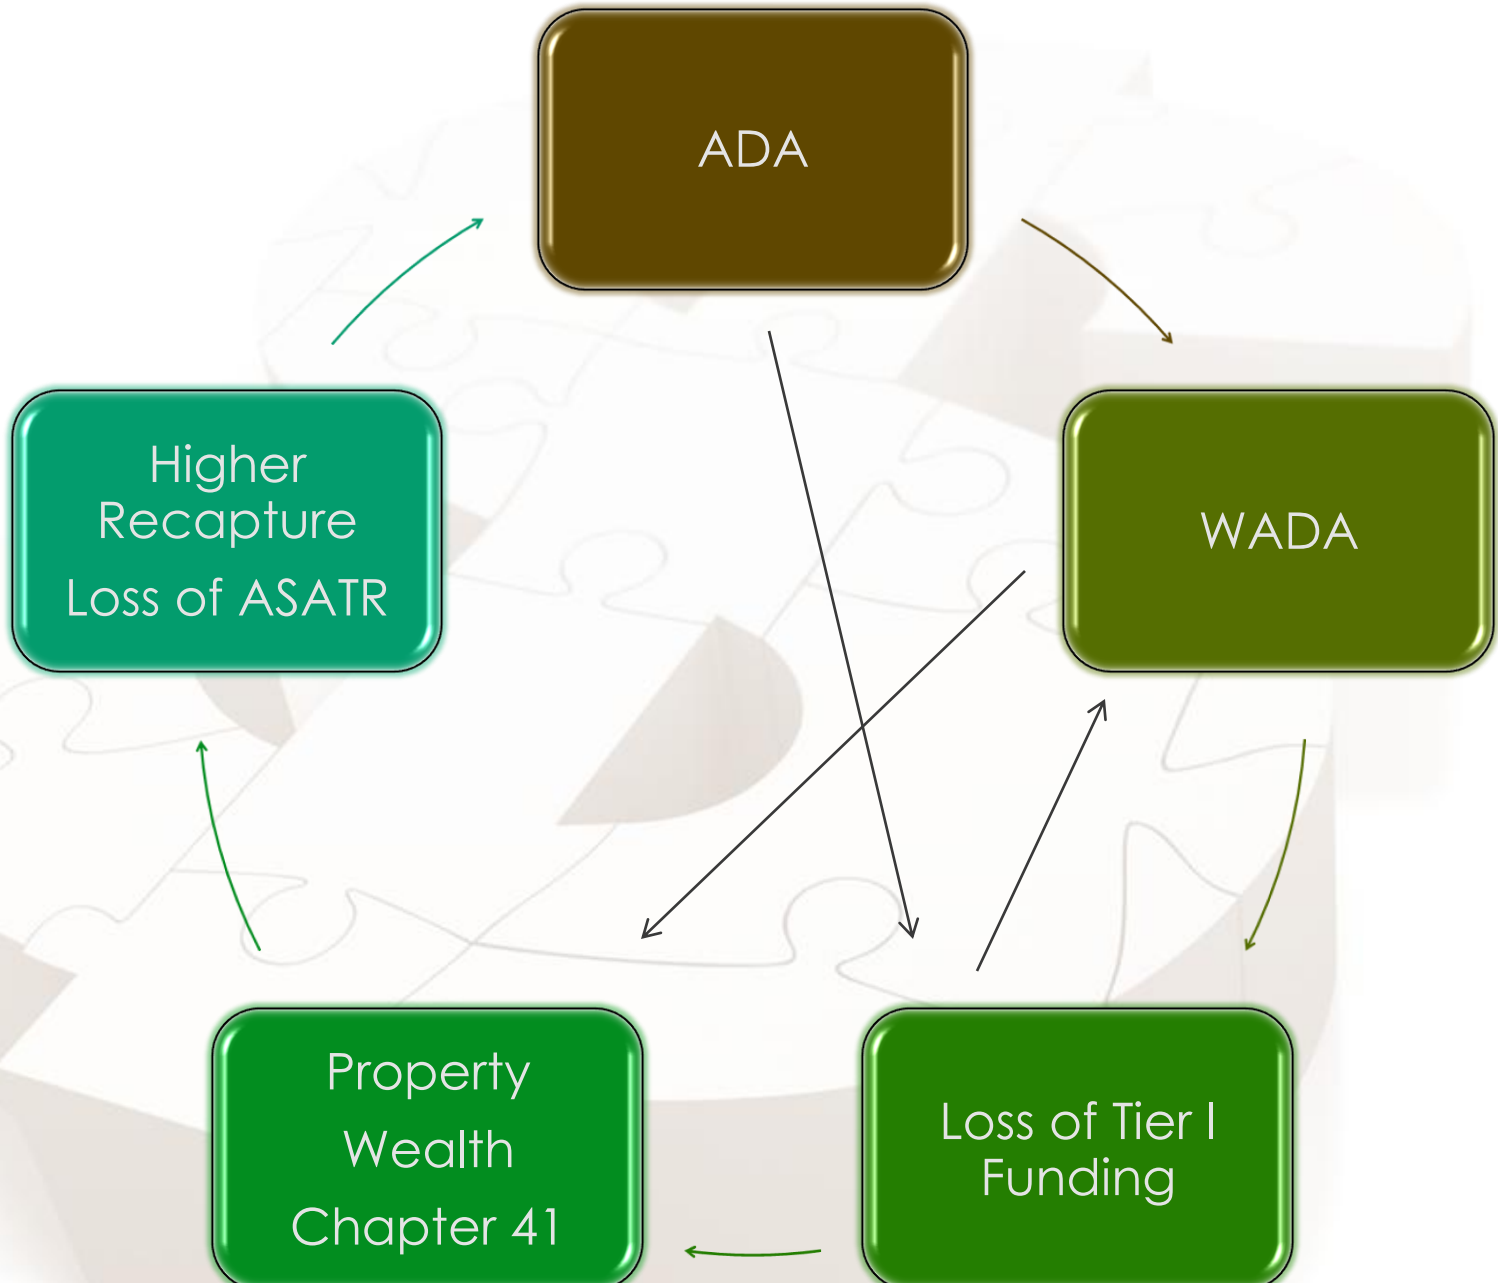 ADA
Higher
Recapture
Loss of ASATR
WADA
Property
Wealth
Chapter 41
Loss of Tier I
Funding